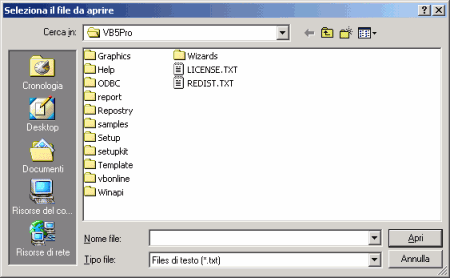 Seleziona il file da aprire
Cerca in: VB5Pro
Cronologia
Desktop
Documenti
Risorse del co...
Risorse di rete
Graphics
Help
ODBC
report
Repostry
samples
Setup
setupkit
Template
vbonline
Winapi
Wizards
LICENSE.TXT
REDIST.TXT
Nome file:
Apri
Tipo file: Files di testo (*.txt)
Annulla